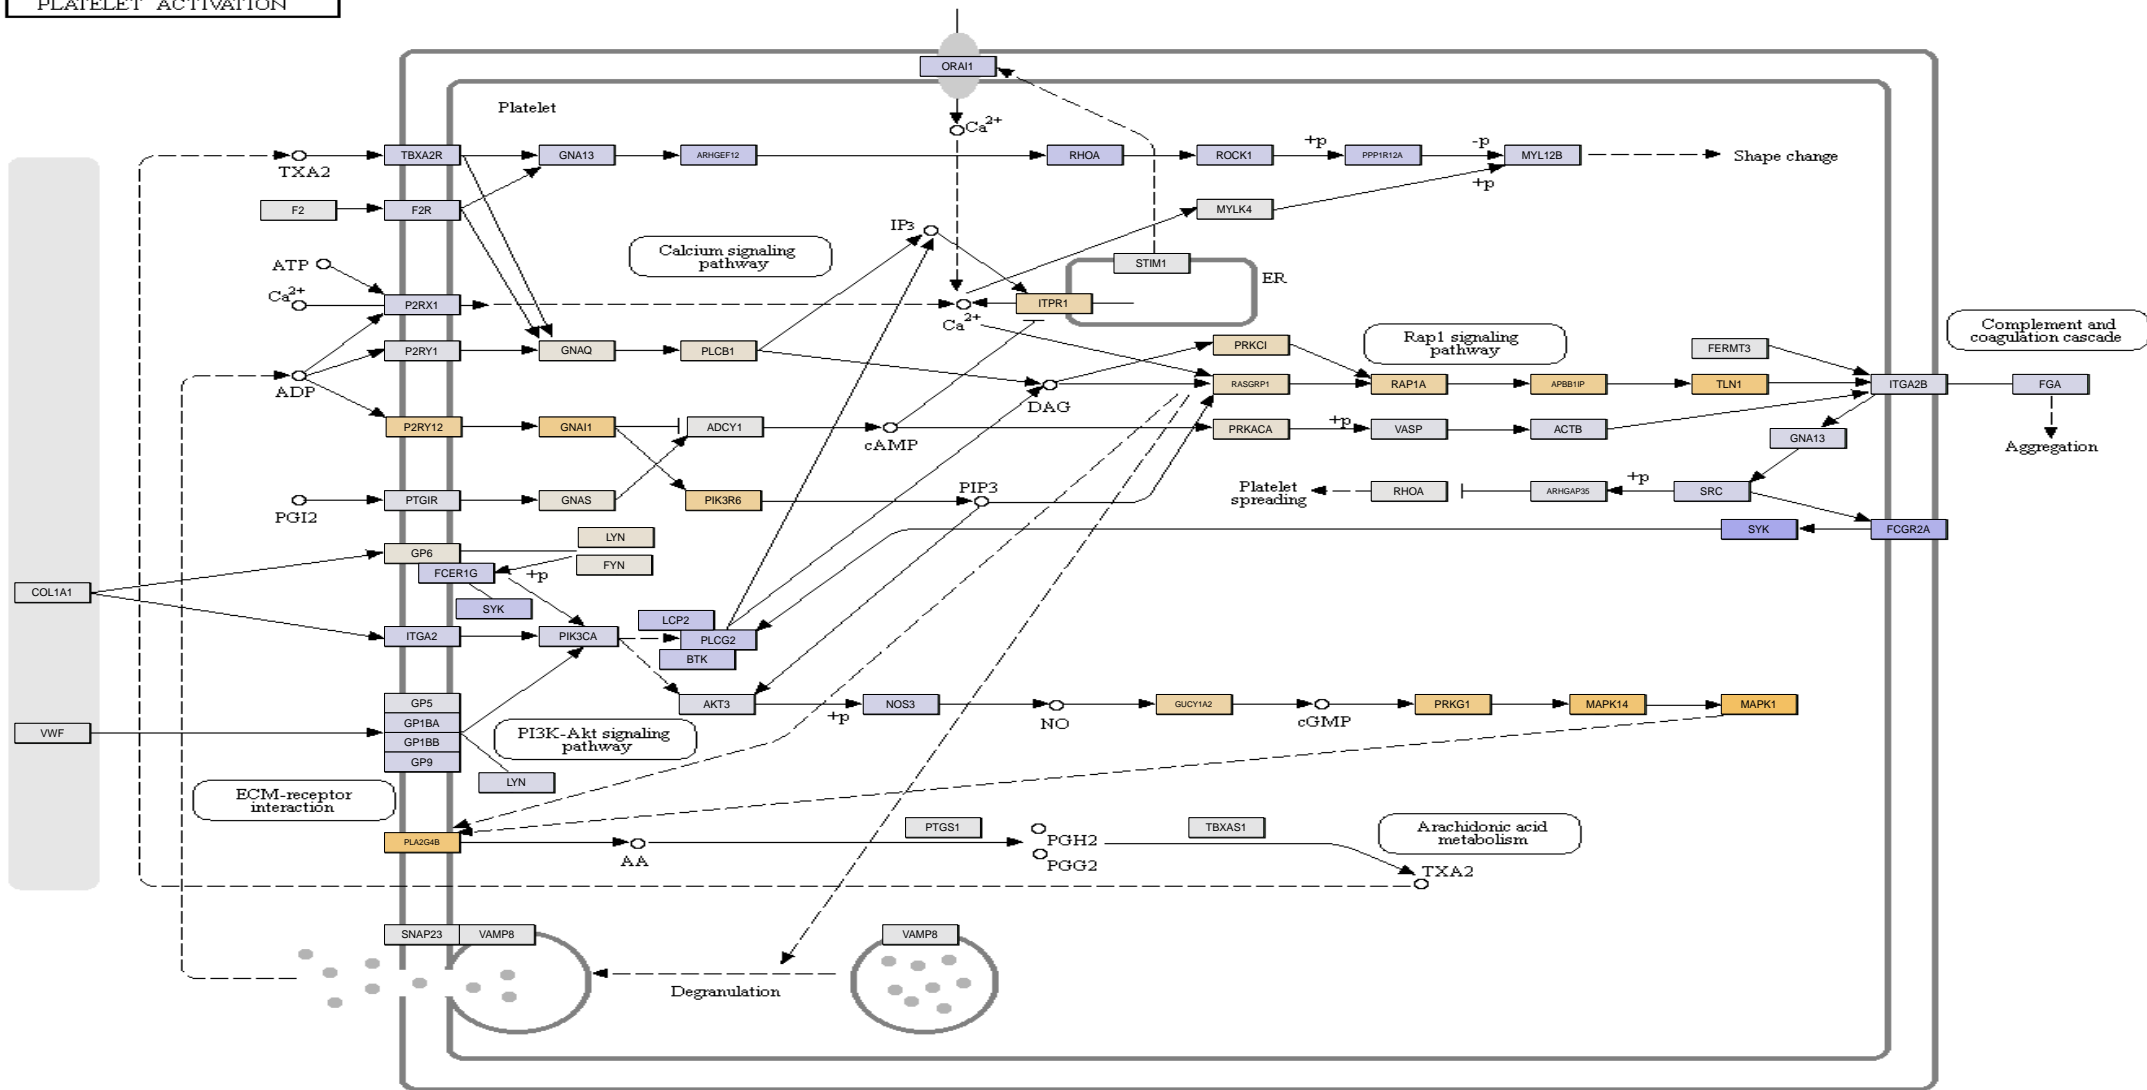 PLATELET ACTIVATION
ORAI1
Platelet
Ca2+
TXA2
TBXA2R
GNA13
ARHGEF12
RHOA
ROCK1
+p
PPP1R12A
-p
MYL12B
Shape change
+p
F2
F2R
MYLK4
IP3
Calcium signaling
pathway
ATP
STIM1
ER
Ca2+
P2RX1
ITPR1
Ca2+
Complement and
coagulation cascade
Rap1 signaling
pathway
P2RY1
GNAQ
PLCB1
PRKCI
FERMT3
ADP
DAG
RASGRP1
RAP1A
APBB1IP
TLN1
ITGA2B
FGA
P2RY12
GNAI1
ADCY1
cAMP
PRKACA
+p
VASP
ACTB
GNA13
Aggregation
PGI2
PTGIR
GNAS
PIK3R6
PIP3
Platelet
spreading
RHOA
ARHGAP35
+p
SRC
SYK
FCGR2A
GP6
LYN
FCER1G
+p
FYN
COL1A1
SYK
LCP2
ITGA2
PIK3CA
PLCG2
BTK
GP5
AKT3
+p
NOS3
NO
GUCY1A2
cGMP
PRKG1
MAPK14
MAPK1
VWF
GP1BA
GP1BB
GP9
PI3K-Akt signaling
pathway
LYN
ECM-receptor
interaction
PLA2G4B
AA
PTGS1
PGH2
PGG2
TBXAS1
Arachidonic acid
metabolism
TXA2
SNAP23
VAMP8
VAMP8
Degranulation